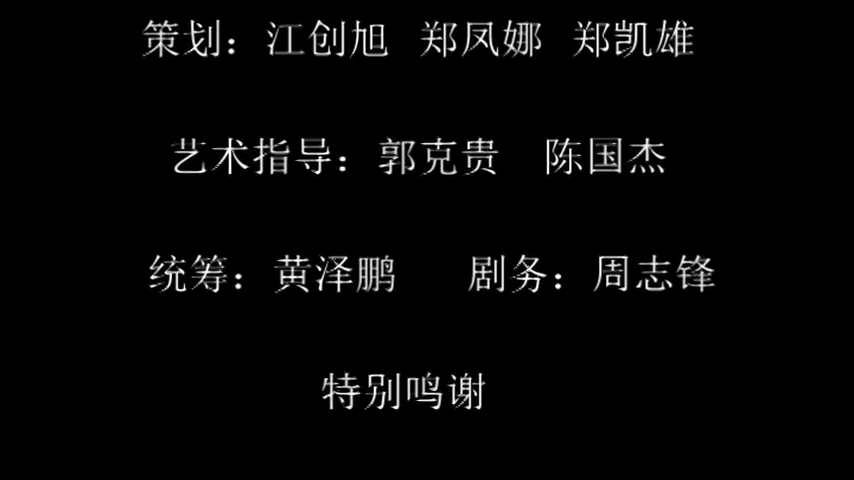 策划：江创旭 郑凤娜 郑凯雄
艺术指导：郭克贵 陈国杰
统筹：黄泽鹏 剧务：周志锋
特别鸣谢